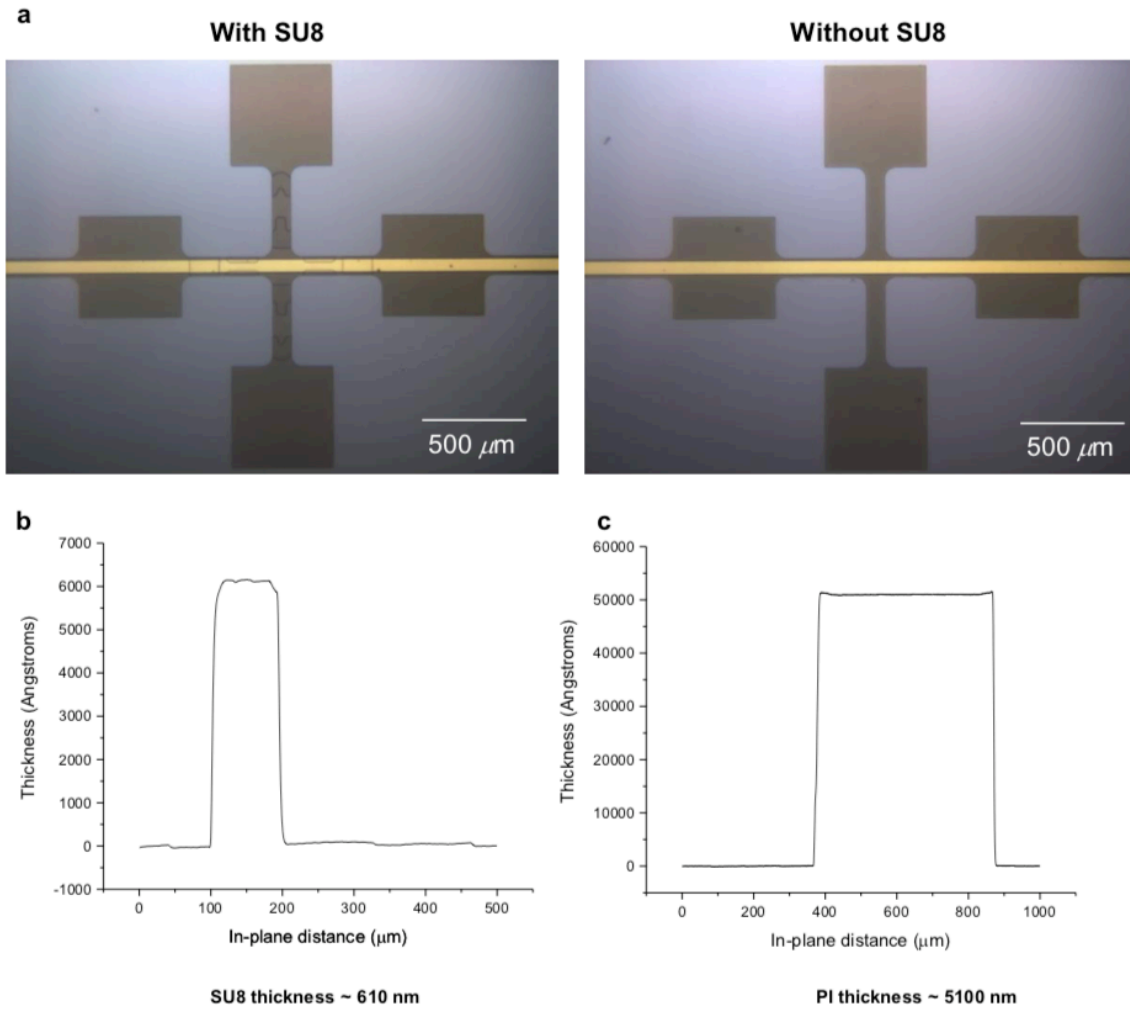 a
With SU8
Without SU8
500 μm
500 μm
b
7000
6000
5000
4000
3000
2000
1000
0
-1000
Thickness (Angstroms)
0 100 200 300 400 500
In-plane distance (μm)
SU8 thickness ~ 610 nm
c
60000
50000
40000
30000
20000
10000
0
Thickness (Angstroms)
0 200 400 600 800 1000
In-plane distance (μm)
PI thickness ~ 5100 nm